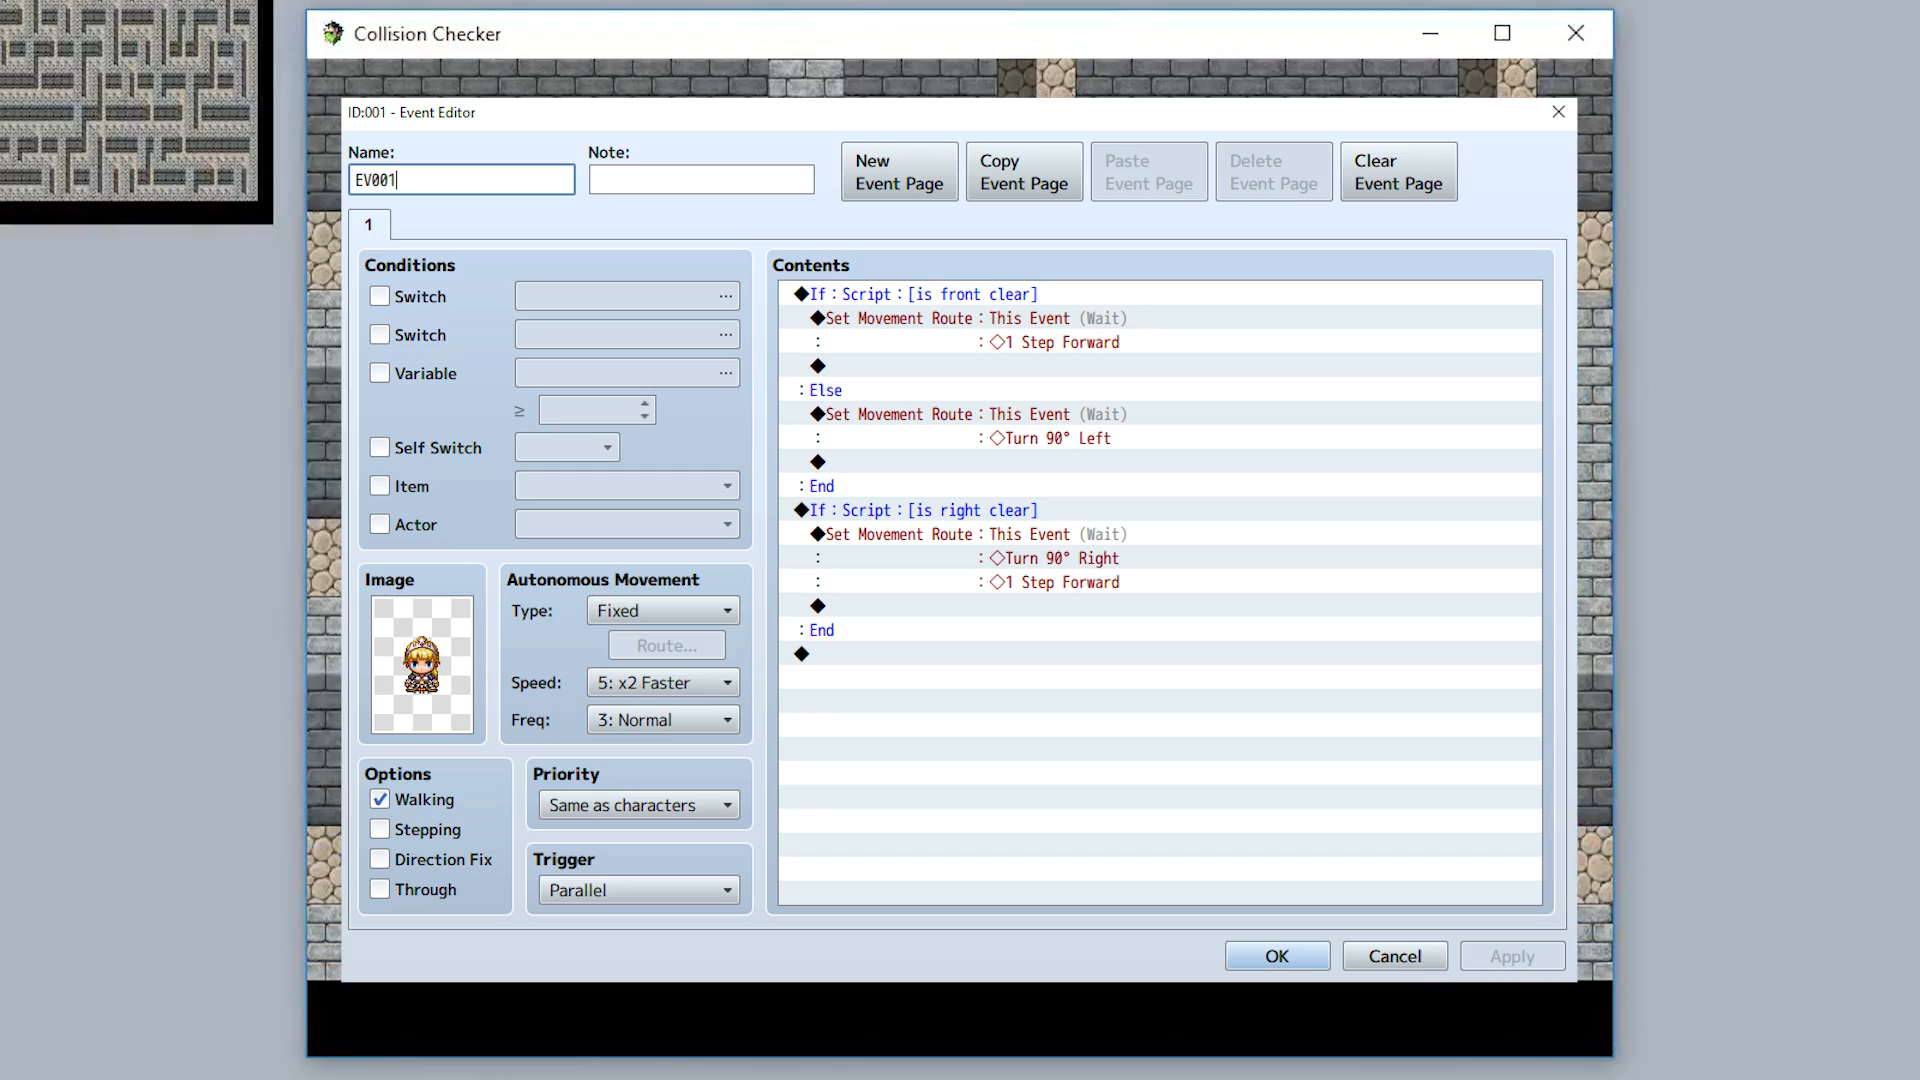 Collision Checker
ID:001 - Event Editor
Name:
Note:
EV001
New Event Page
Copy Event Page
Paste Event Page
Delete Event Page
Clear Event Page
1
Conditions
Switch ...
Switch ...
Variable ...
≥
Self Switch
Item
Actor
Image
Autonomous Movement
Type: Fixed
Route...
Speed: 5: x2 Faster
Freq: 3: Normal
Options
Walking
Stepping
Direction Fix
Through
Priority
Same as characters
Trigger
Parallel
Contents
◆If : Script : [is front clear]
◆Set Movement Route : This Event (Wait)
: : ◇1 Step Forward
◆
: Else
◆Set Movement Route : This Event (Wait)
: : ◇Turn 90° Left
◆
: End
◆If : Script : [is right clear]
◆Set Movement Route : This Event (Wait)
: : ◇Turn 90° Right
: : ◇1 Step Forward
◆
: End
◆
OK
Cancel
Apply